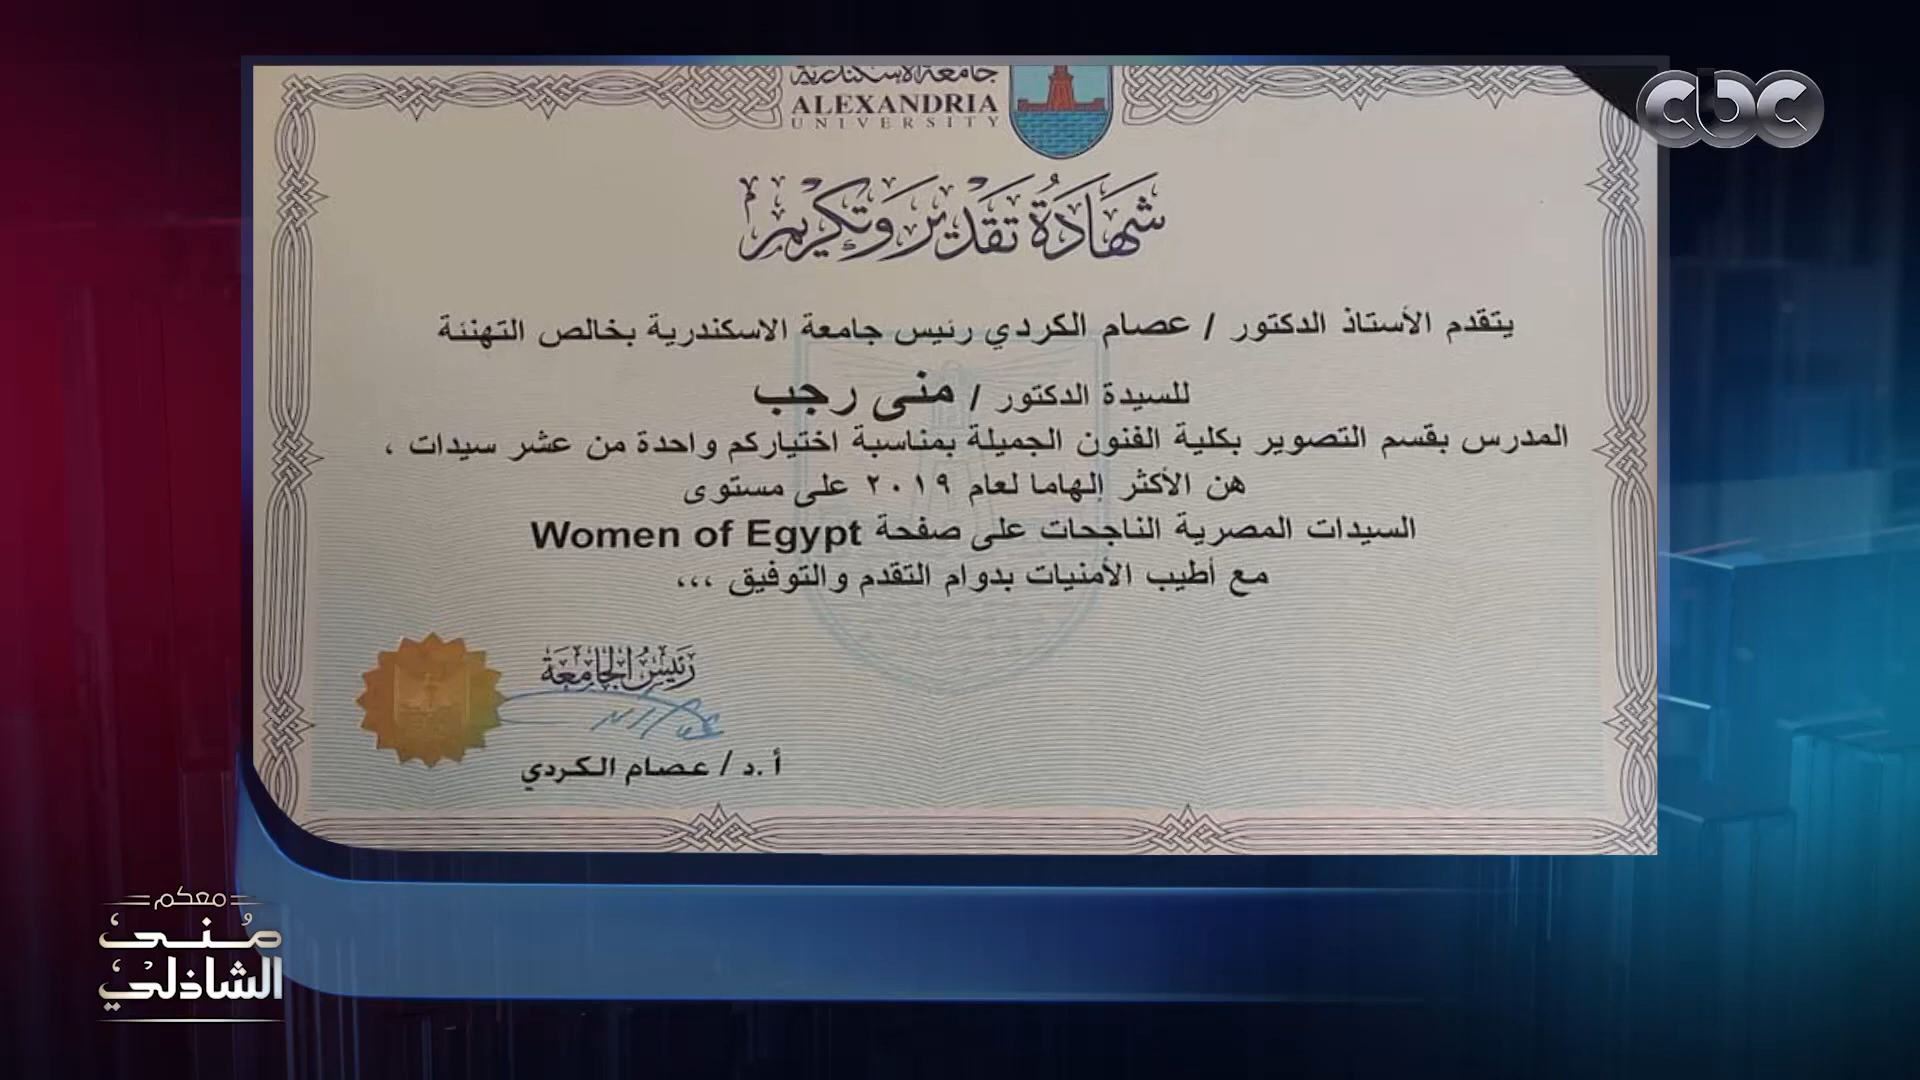 cbc
جامعة الاسكندرية
ALEXANDRIA
UNIVERSITY
شهادة تقدير وتكريم
يتقدم الأستاذ الدكتور / عصام الكردي رئيس جامعة الاسكندرية بخالص التهنئة
للسيدة الدكتور / منى رجب
المدرس بقسم التصوير بكلية الفنون الجميلة بمناسبة اختياركم واحدة من عشر سيدات ،
هن الأكثر إلهاما لعام ٢٠١٩ على مستوى
السيدات المصرية الناجحات على صفحة Women of Egypt
مع أطيب الأمنيات بدوام التقدم والتوفيق ،،،
رئيس الجامعة
أ.د / عصام الكردي
معكم
منى
الشاذلي